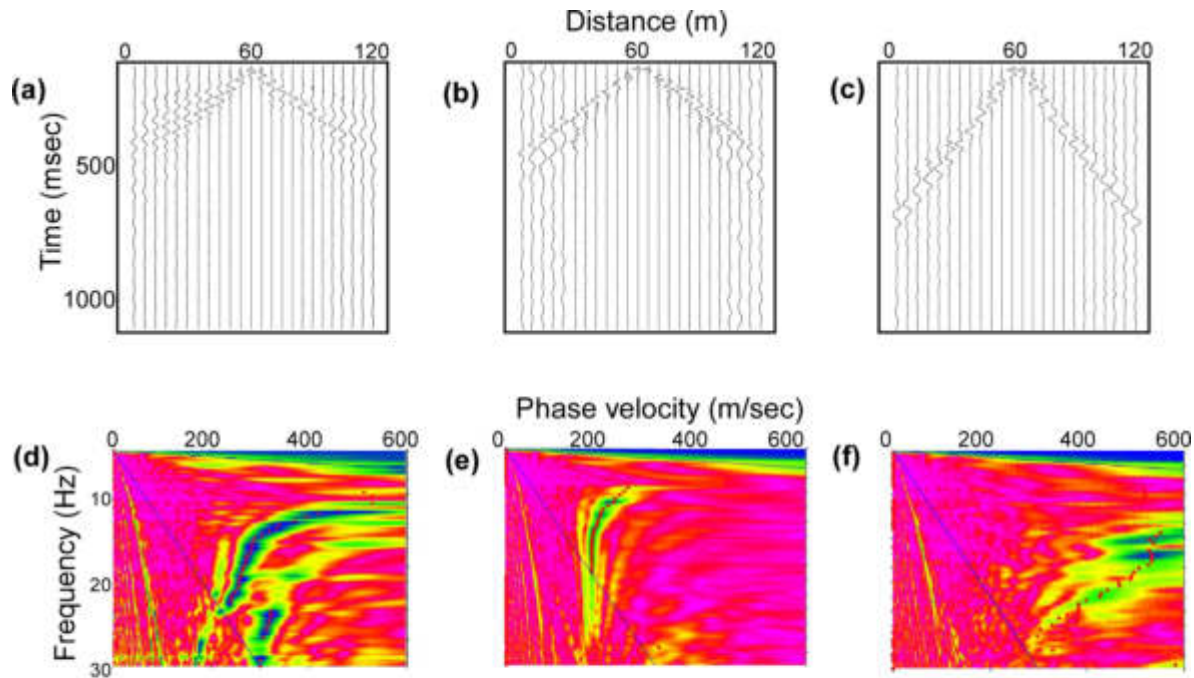 Distance (m)
0 60 120 0 60 120 0 60 120
(a) (b) (c)
Time (msec)
500
1000
Phase velocity (m/sec)
0 200 400 600 0 200 400 600 0 200 400 600
(d) (e) (f)
Frequency (Hz)
10
20
30